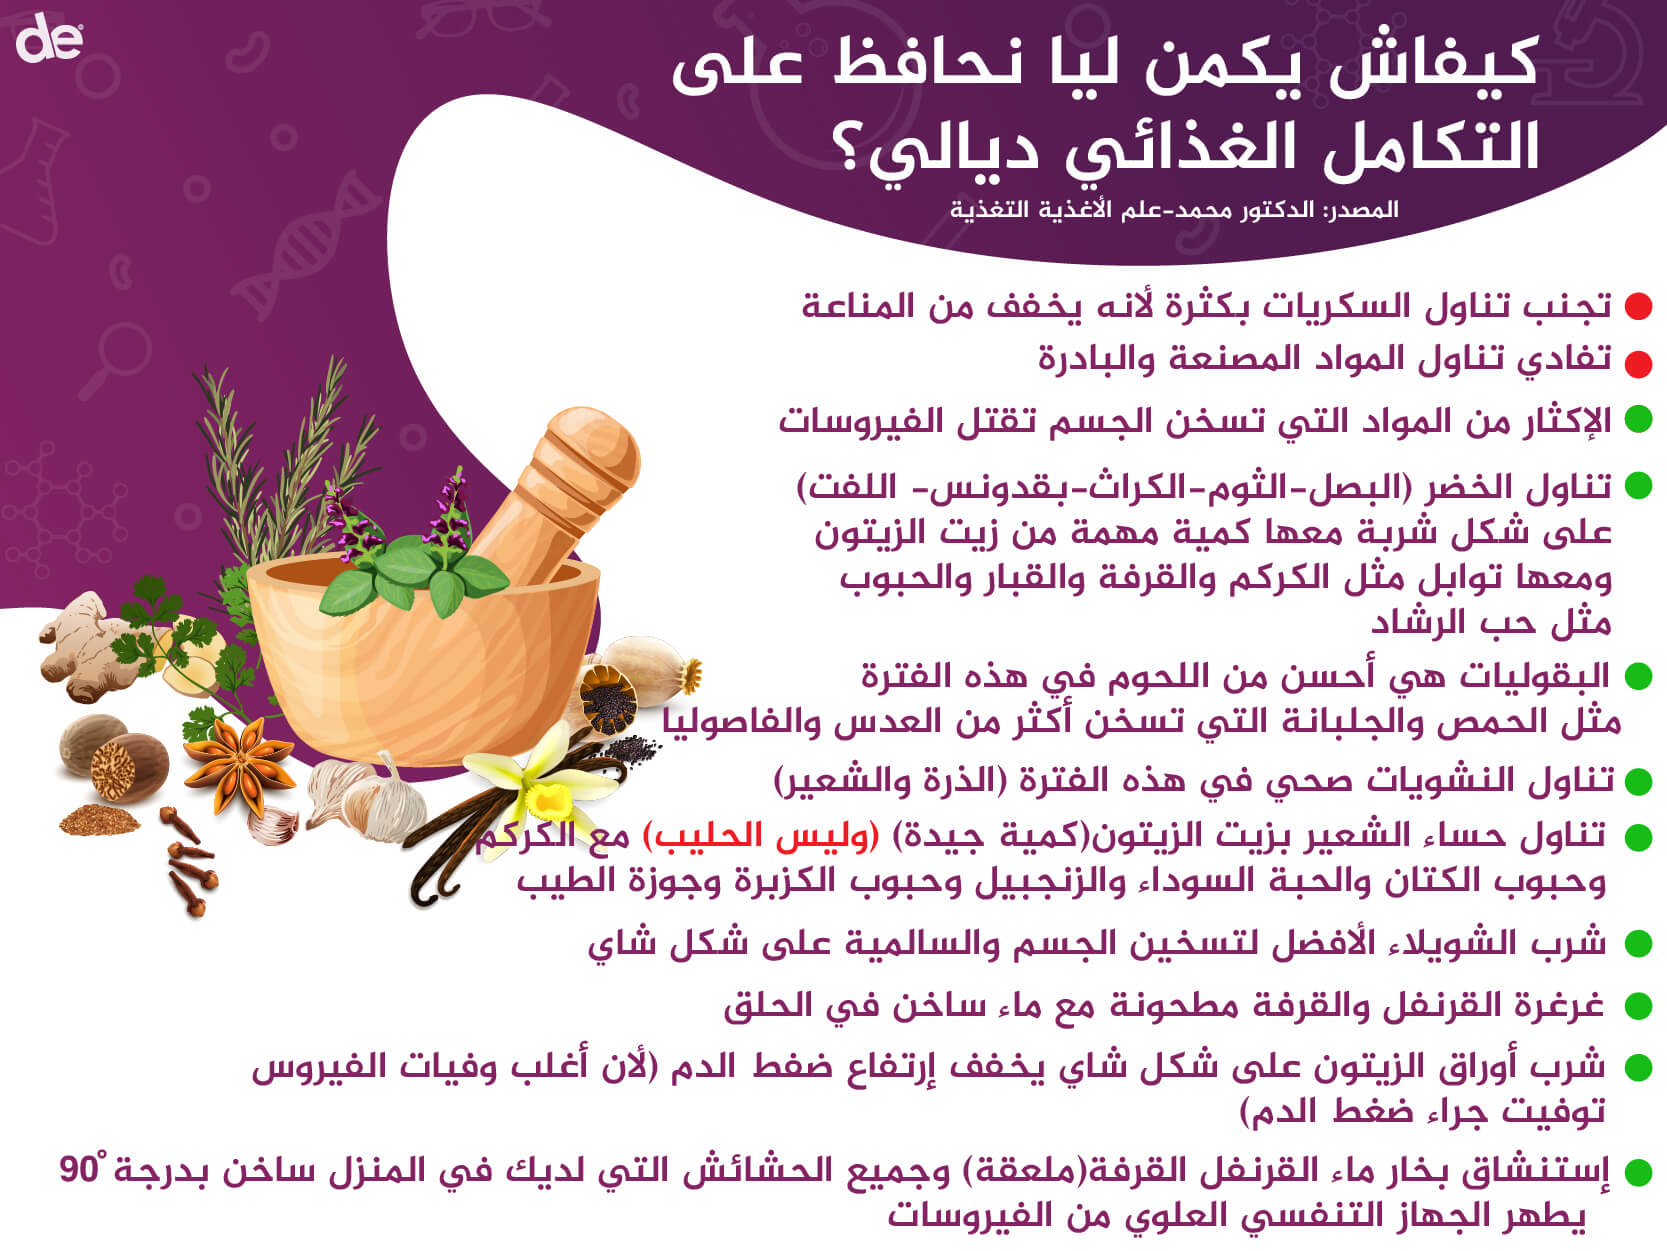 de
كيفاش يكمن ليا نحافظ على
التكامل الغذائي ديالي؟
المصدر: الدكتور محمد-علم الأغذية التغذية
تجنب تناول السكريات بكثرة لأنه يخفف من المناعة
تفادي تناول المواد المصنعة والبادرة
الإكثار من المواد التي تسخن الجسم تقتل الفيروسات
تناول الخضر (البصل-الثوم-الكراث-بقدونس- اللفت)
على شكل شربة معها كمية مهمة من زيت الزيتون
ومعها توابل مثل الكركم والقرفة والقبار والحبوب
مثل حب الرشاد
البقوليات هي أحسن من اللحوم في هذه الفترة
مثل الحمص والجلبانة التي تسخن أكثر من العدس والفاصوليا
تناول النشويات صحي في هذه الفترة (الذرة والشعير)
تناول حساء الشعير بزيت الزيتون(كمية جيدة) (وليس الحليب) مع الكركم
وحبوب الكتان والحبة السوداء والزنجبيل وحبوب الكزبرة وجوزة الطيب
شرب الشويلاء الأفضل لتسخين الجسم والسالمية على شكل شاي
غرغرة القرنفل والقرفة مطحونة مع ماء ساخن في الحلق
شرب أوراق الزيتون على شكل شاي يخفف إرتفاع ضفط الدم (لأن أغلب وفيات الفيروس
توفيت جراء ضغط الدم)
إستنشاق بخار ماء القرنفل القرفة(ملعقة) وجميع الحشائش التي لديك في المنزل ساخن بدرجة °90
يطهر الجهاز التنفسي العلوي من الفيروسات